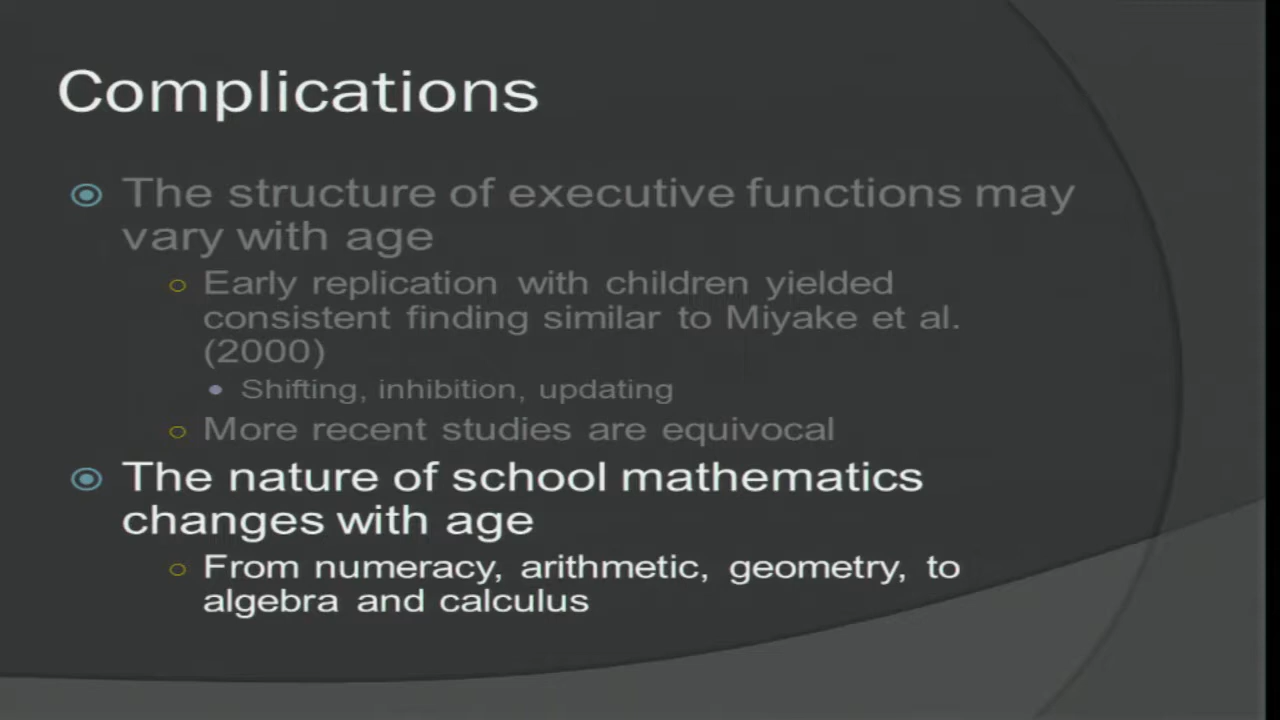 Complications
The structure of executive functions may
vary with age
Early replication with children yielded
consistent finding similar to Miyake et al.
(2000)
Shifting, inhibition, updating
More recent studies are equivocal
The nature of school mathematics
changes with age
From numeracy, arithmetic, geometry, to
algebra and calculus